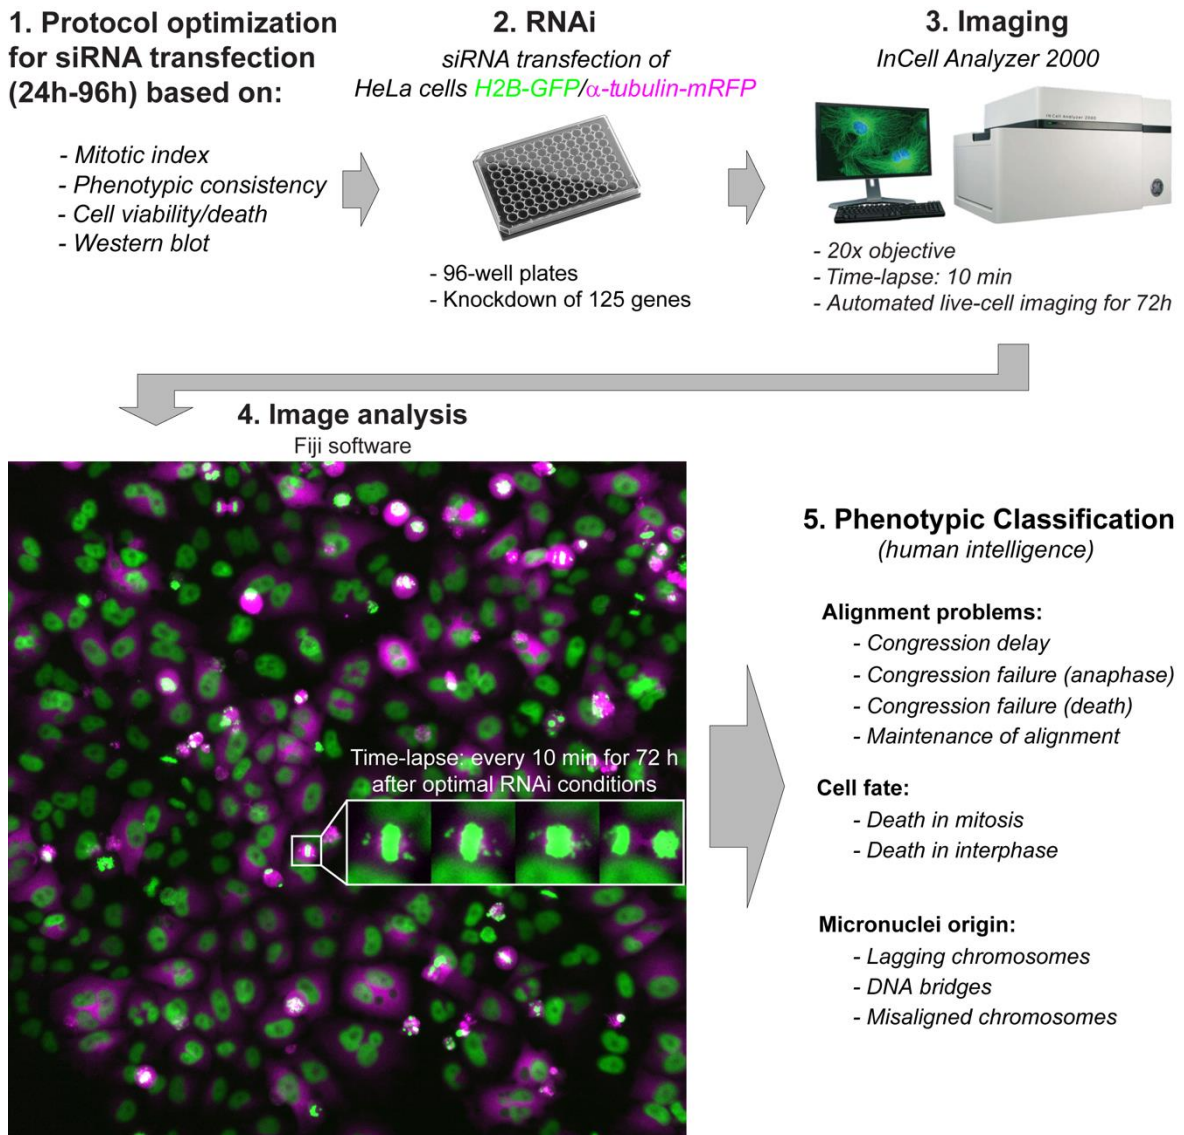 1. Protocol optimization
for siRNA transfection
(24h-96h) based on:
- Mitotic index
- Phenotypic consistency
- Cell viability/death
- Western blot
2. RNAi
siRNA transfection of
HeLa cells H2B-GFP/α-tubulin-mRFP
- 96-well plates
- Knockdown of 125 genes
3. Imaging
InCell Analyzer 2000
InCell Analyzer 2000
- 20x objective
- Time-lapse: 10 min
- Automated live-cell imaging for 72h
4. Image analysis
Fiji software
Time-lapse: every 10 min for 72 h
after optimal RNAi conditions
5. Phenotypic Classification
(human intelligence)
Alignment problems:
- Congression delay
- Congression failure (anaphase)
- Congression failure (death)
- Maintenance of alignment
Cell fate:
- Death in mitosis
- Death in interphase
Micronuclei origin:
- Lagging chromosomes
- DNA bridges
- Misaligned chromosomes